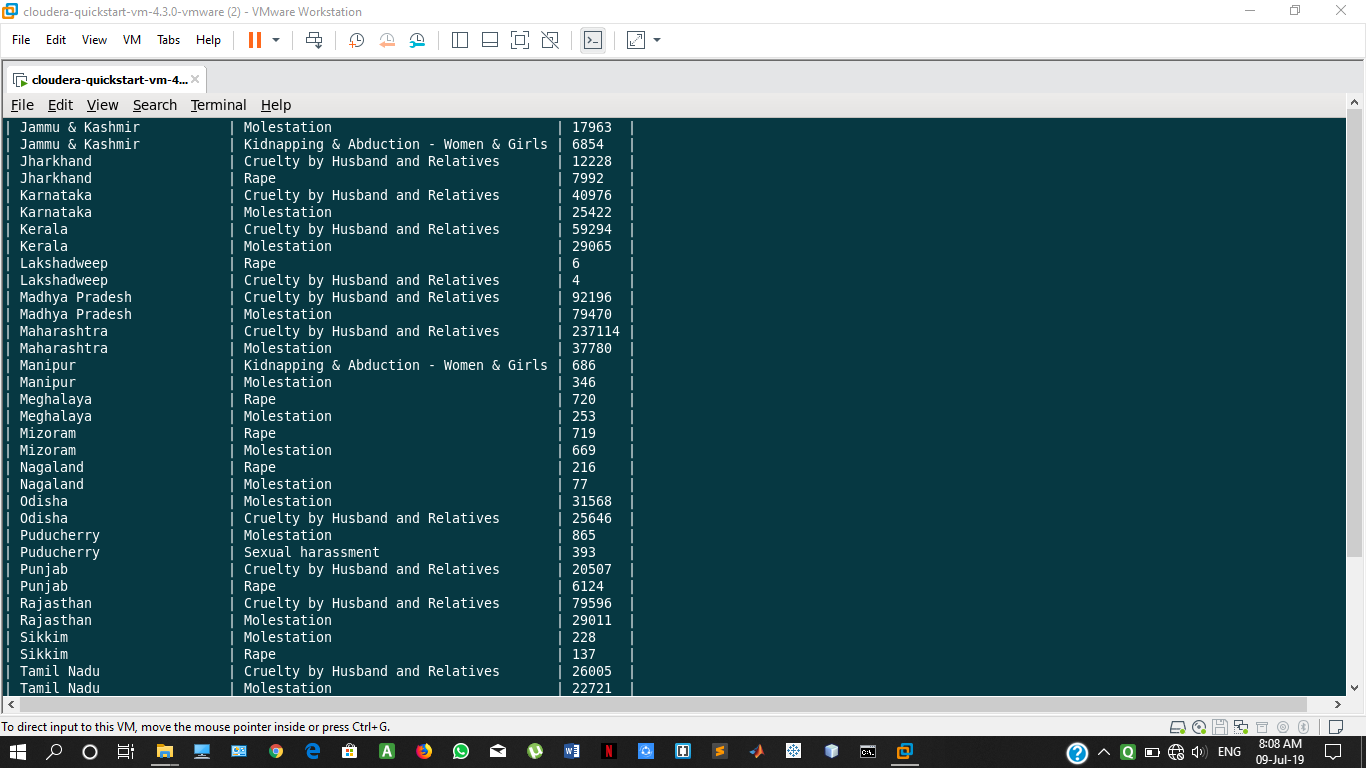 cloudera-quickstart-vm-4.3.0-vmware (2) - VMware Workstation
File Edit View VM Tabs Help
cloudera-quickstart-vm-4...
File Edit View Search Terminal Help
| Jammu & Kashmir | Molestation | 17963 |
| Jammu & Kashmir | Kidnapping & Abduction - Women & Girls | 6854 |
| Jharkhand | Cruelty by Husband and Relatives | 12228 |
| Jharkhand | Rape | 7992 |
| Karnataka | Cruelty by Husband and Relatives | 40976 |
| Karnataka | Molestation | 25422 |
| Kerala | Cruelty by Husband and Relatives | 59294 |
| Kerala | Molestation | 29065 |
| Lakshadweep | Rape | 6 |
| Lakshadweep | Cruelty by Husband and Relatives | 4 |
| Madhya Pradesh | Cruelty by Husband and Relatives | 92196 |
| Madhya Pradesh | Molestation | 79470 |
| Maharashtra | Cruelty by Husband and Relatives | 237114 |
| Maharashtra | Molestation | 37780 |
| Manipur | Kidnapping & Abduction - Women & Girls | 686 |
| Manipur | Molestation | 346 |
| Meghalaya | Rape | 720 |
| Meghalaya | Molestation | 253 |
| Mizoram | Rape | 719 |
| Mizoram | Molestation | 669 |
| Nagaland | Rape | 216 |
| Nagaland | Molestation | 77 |
| Odisha | Molestation | 31568 |
| Odisha | Cruelty by Husband and Relatives | 25646 |
| Puducherry | Molestation | 865 |
| Puducherry | Sexual harassment | 393 |
| Punjab | Cruelty by Husband and Relatives | 20507 |
| Punjab | Rape | 6124 |
| Rajasthan | Cruelty by Husband and Relatives | 79596 |
| Rajasthan | Molestation | 29011 |
| Sikkim | Molestation | 228 |
| Sikkim | Rape | 137 |
| Tamil Nadu | Cruelty by Husband and Relatives | 26005 |
| Tamil Nadu | Molestation | 22721 |
To direct input to this VM, move the mouse pointer inside or press Ctrl+G.
ENG
8:08 AM
09-Jul-19